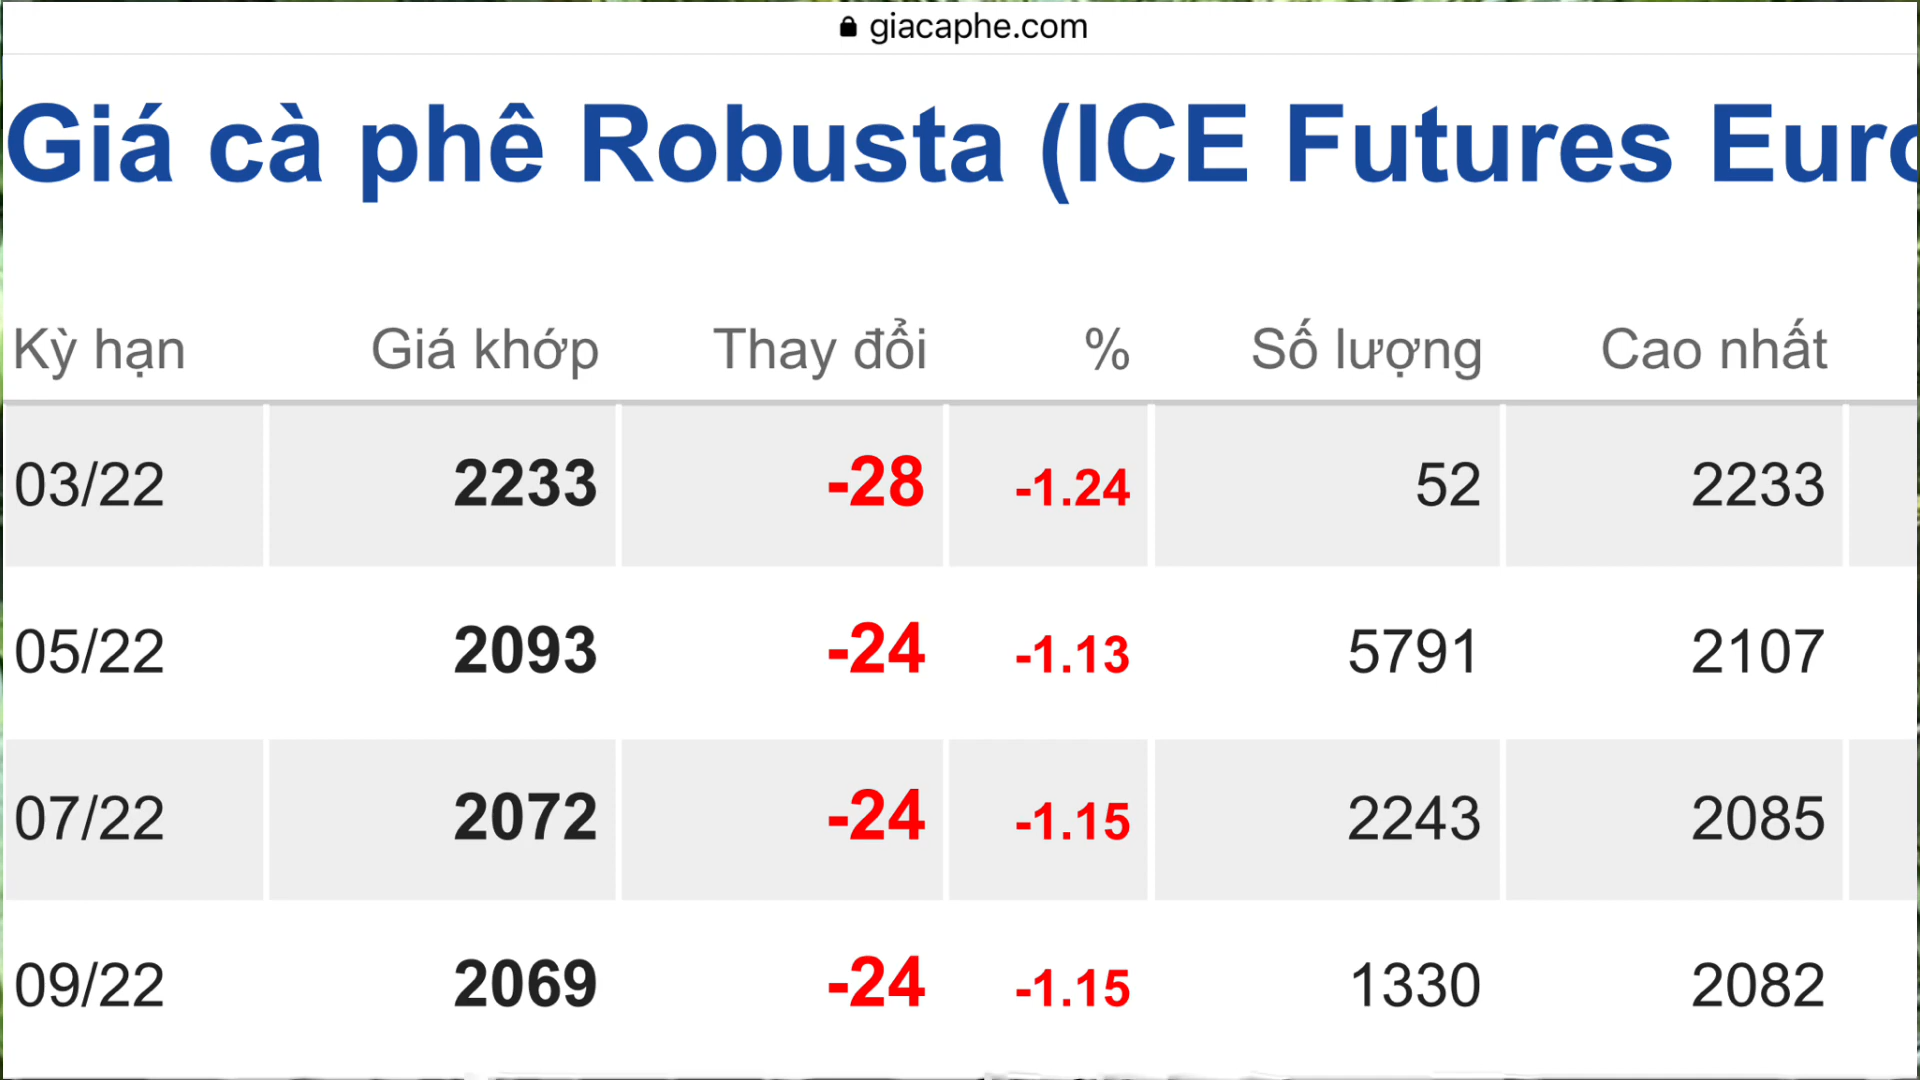 giacaphe.com
Giá cà phê Robusta (ICE Futures Euro
Kỳ hạn Giá khớp Thay đổi % Số lượng Cao nhất
03/22 2233 -28 -1.24 52 2233
05/22 2093 -24 -1.13 5791 2107
07/22 2072 -24 -1.15 2243 2085
09/22 2069 -24 -1.15 1330 2082